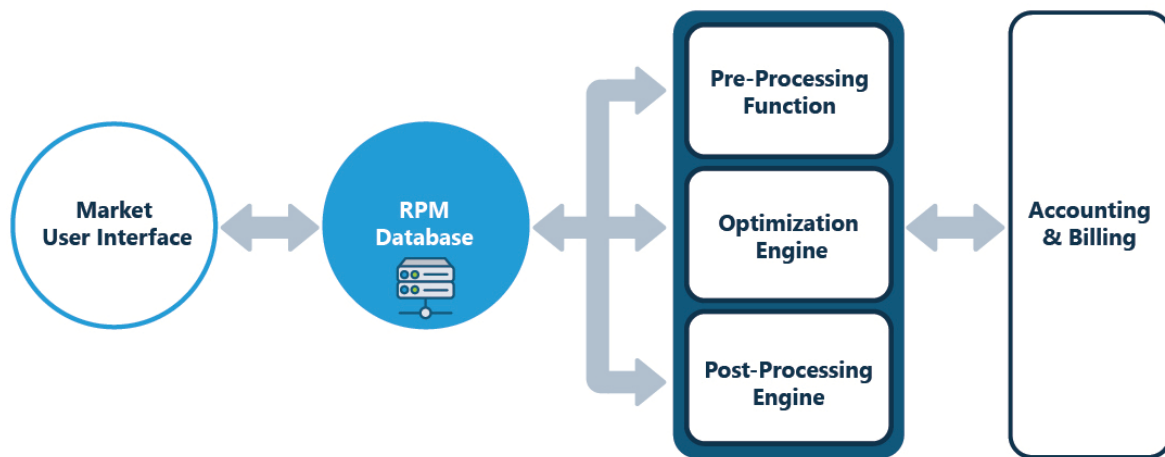 Market
User Interface
RPM
Database
Pre-Processing
Function
Optimization
Engine
Post-Processing
Engine
Accounting
& Billing